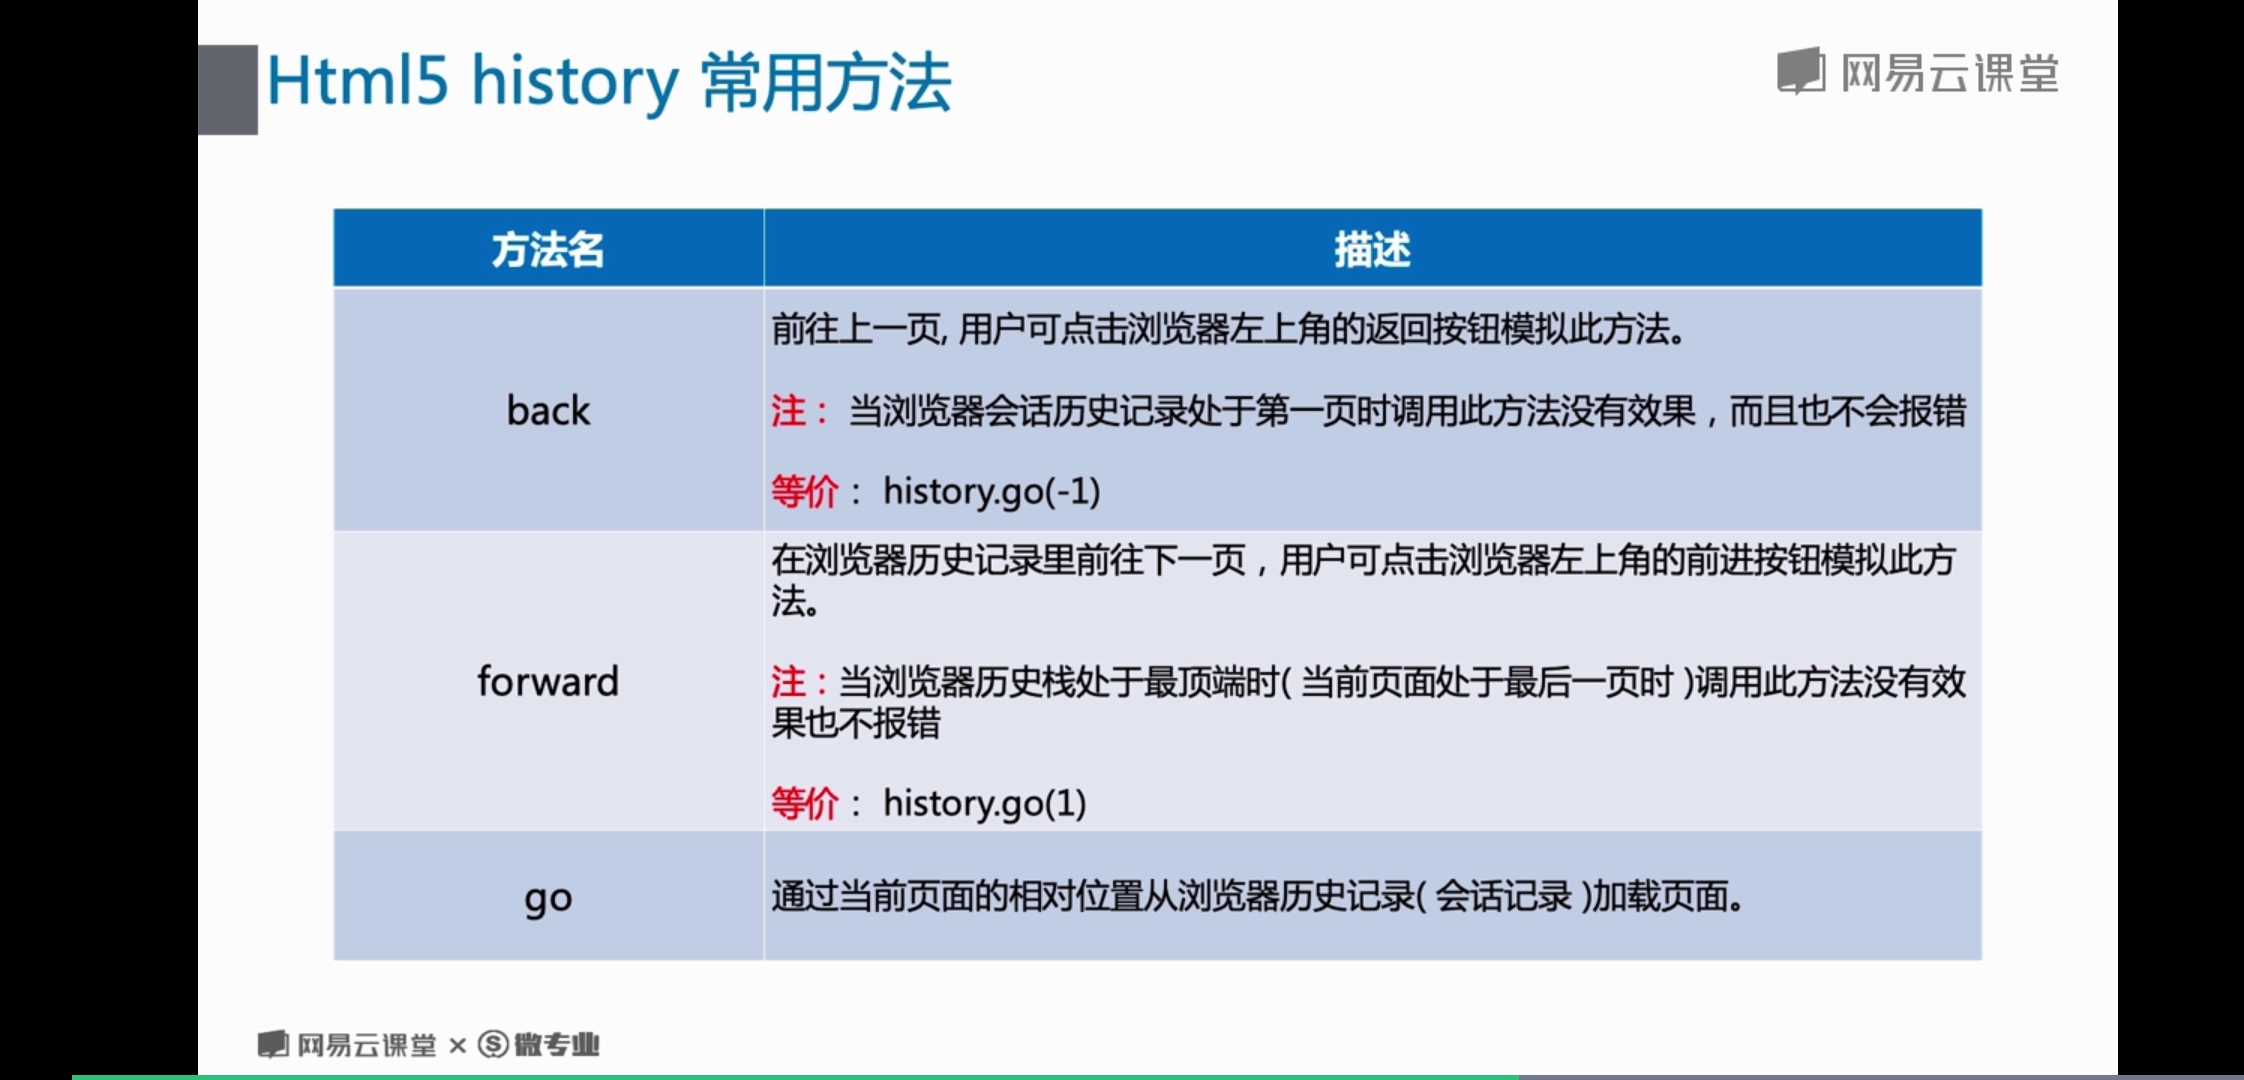 Html5 history 常用方法
网易云课堂
方法名
描述
back
前往上一页, 用户可点击浏览器左上角的返回按钮模拟此方法。
注： 当浏览器会话历史记录处于第一页时调用此方法没有效果，而且也不会报错
等价： history.go(-1)
forward
在浏览器历史记录里前往下一页，用户可点击浏览器左上角的前进按钮模拟此方
法。
注：当浏览器历史栈处于最顶端时( 当前页面处于最后一页时 )调用此方法没有效
果也不报错
等价： history.go(1)
go
通过当前页面的相对位置从浏览器历史记录( 会话记录 )加载页面。
网易云课堂 × Ⓢ微专业